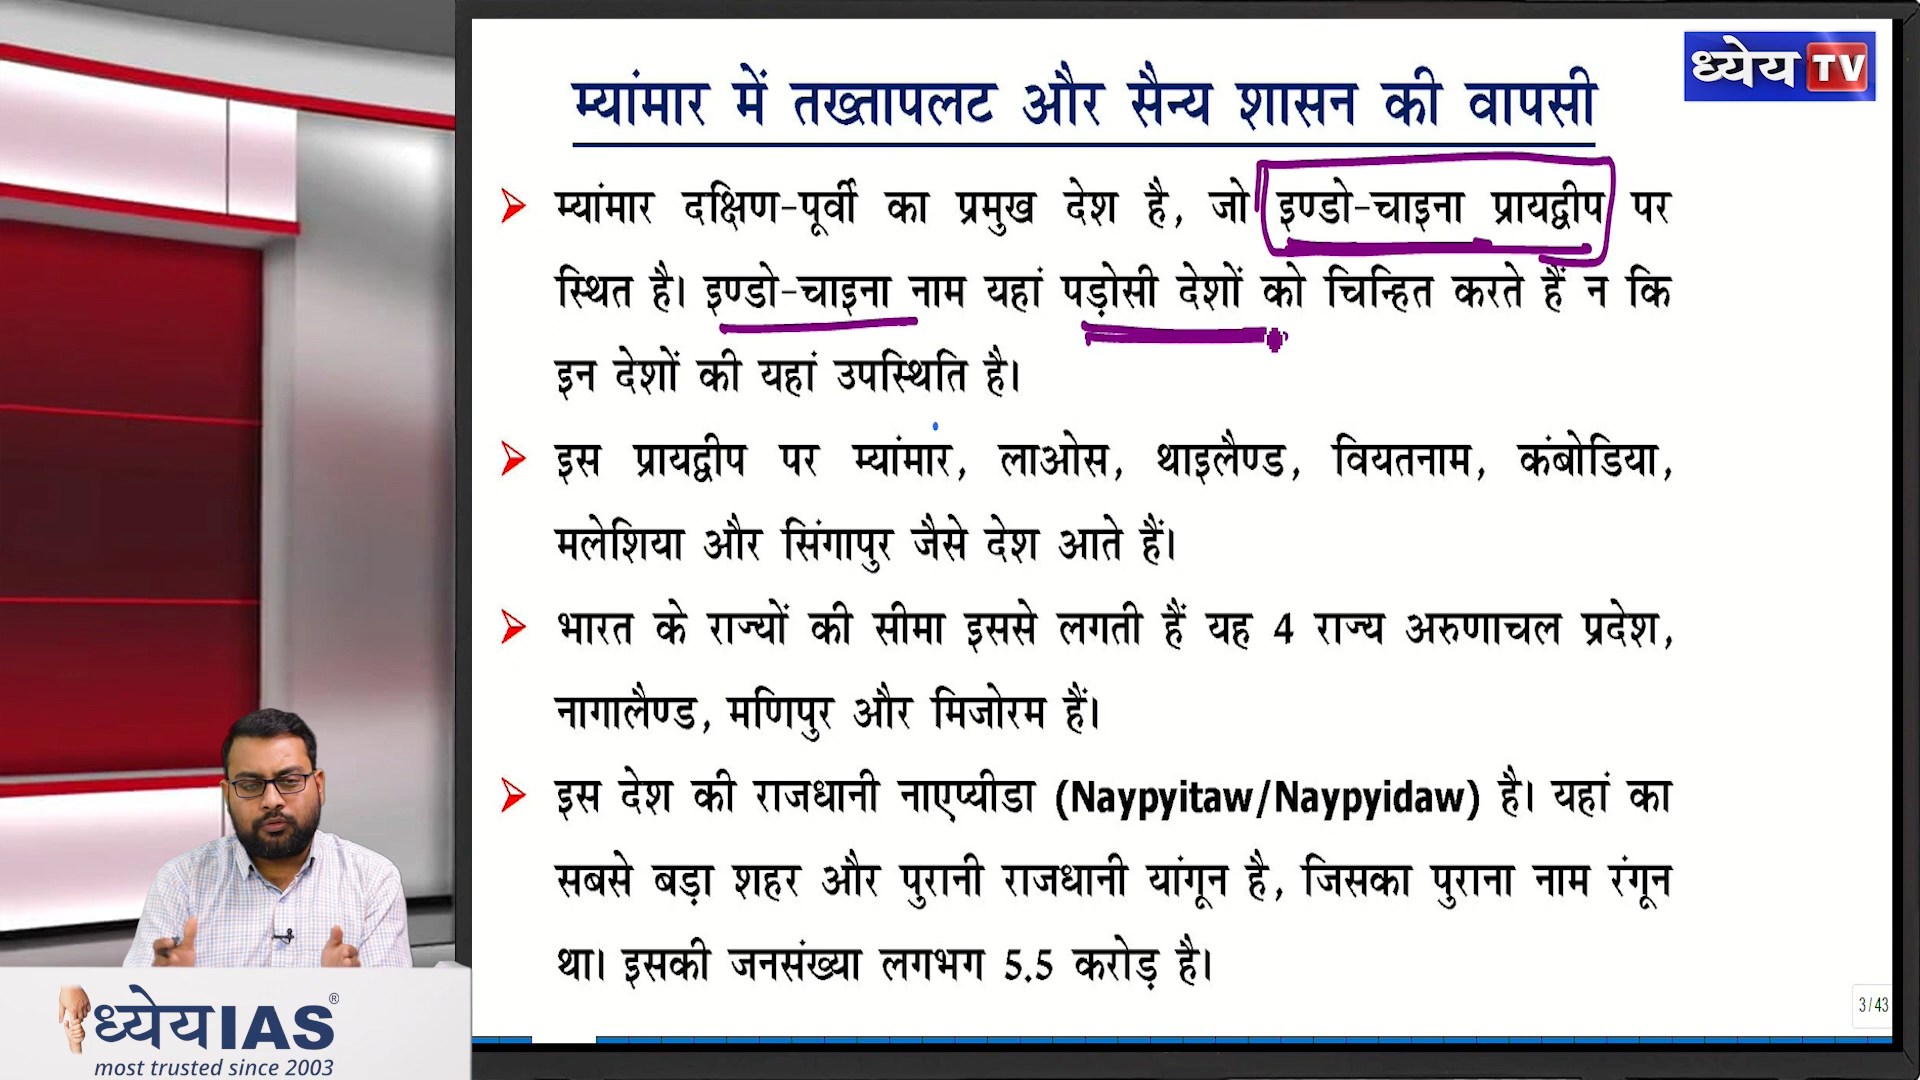 म्यांमार में तख्तापलट और सैन्य शासन की वापसी
ध्येय TV
म्यांमार दक्षिण-पूर्वी का प्रमुख देश है, जो इण्डो-चाइना प्रायद्वीप पर
स्थित है। इण्डो-चाइना नाम यहां पड़ोसी देशों को चिन्हित करते हैं न कि
इन देशों की यहां उपस्थिति है।
इस प्रायद्वीप पर म्यांमार, लाओस, थाइलैण्ड, वियतनाम, कंबोडिया,
मलेशिया और सिंगापुर जैसे देश आते हैं।
भारत के राज्यों की सीमा इससे लगती हैं यह 4 राज्य अरुणाचल प्रदेश,
नागालैण्ड, मणिपुर और मिजोरम हैं।
इस देश की राजधानी नाएप्यीडा (Naypyitaw/Naypyidaw) है। यहां का
सबसे बड़ा शहर और पुरानी राजधानी यांगून है, जिसका पुराना नाम रंगून
था। इसकी जनसंख्या लगभग 5.5 करोड़ है।
3/43
ध्येय IAS®
most trusted since 2003